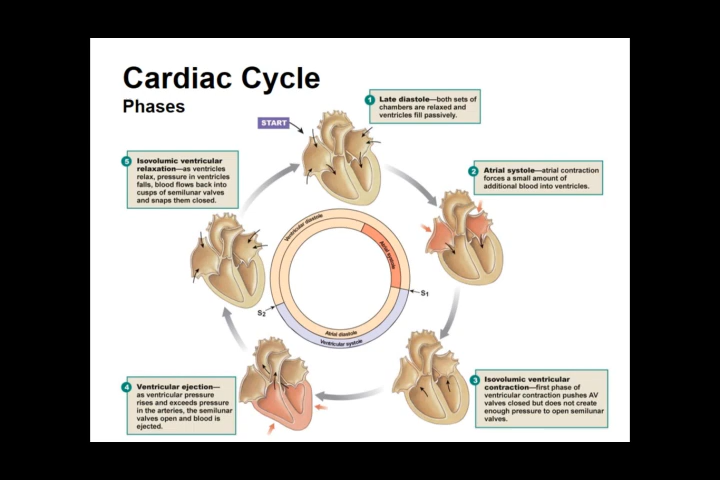 Cardiac Cycle
Phases
START
1 Late diastole—both sets of
chambers are relaxed and
ventricles fill passively.
2 Atrial systole—atrial contraction
forces a small amount of
additional blood into ventricles.
3 Isovolumic ventricular
contraction—first phase of
ventricular contraction pushes AV
valves closed but does not create
enough pressure to open semilunar
valves.
4 Ventricular ejection—
as ventricular pressure
rises and exceeds pressure
in the arteries, the semilunar
valves open and blood is
ejected.
5 Isovolumic ventricular
relaxation—as ventricles
relax, pressure in ventricles
falls, blood flows back into
cusps of semilunar valves
and snaps them closed.
Ventricular diastole
Atrial systole
S1
S2
Atrial diastole
Ventricular systole